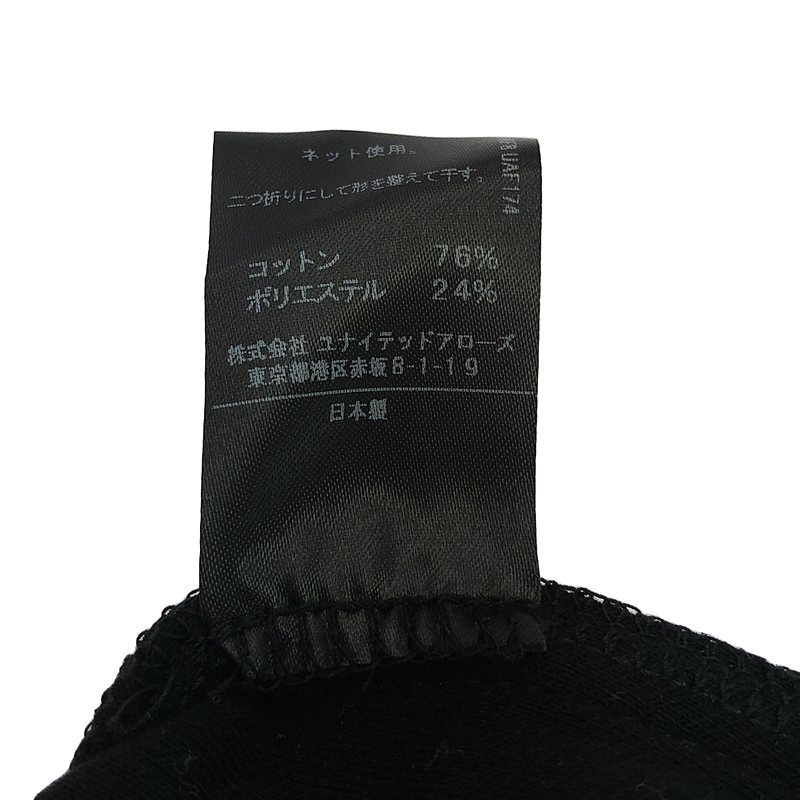 ネット使用。
二つ折りにして形を整えて干す。
コットン 76%
ポリエステル 24%
株式会社 ユナイテッドアローズ
東京都港区赤坂8-1-19
日本製
UAF174